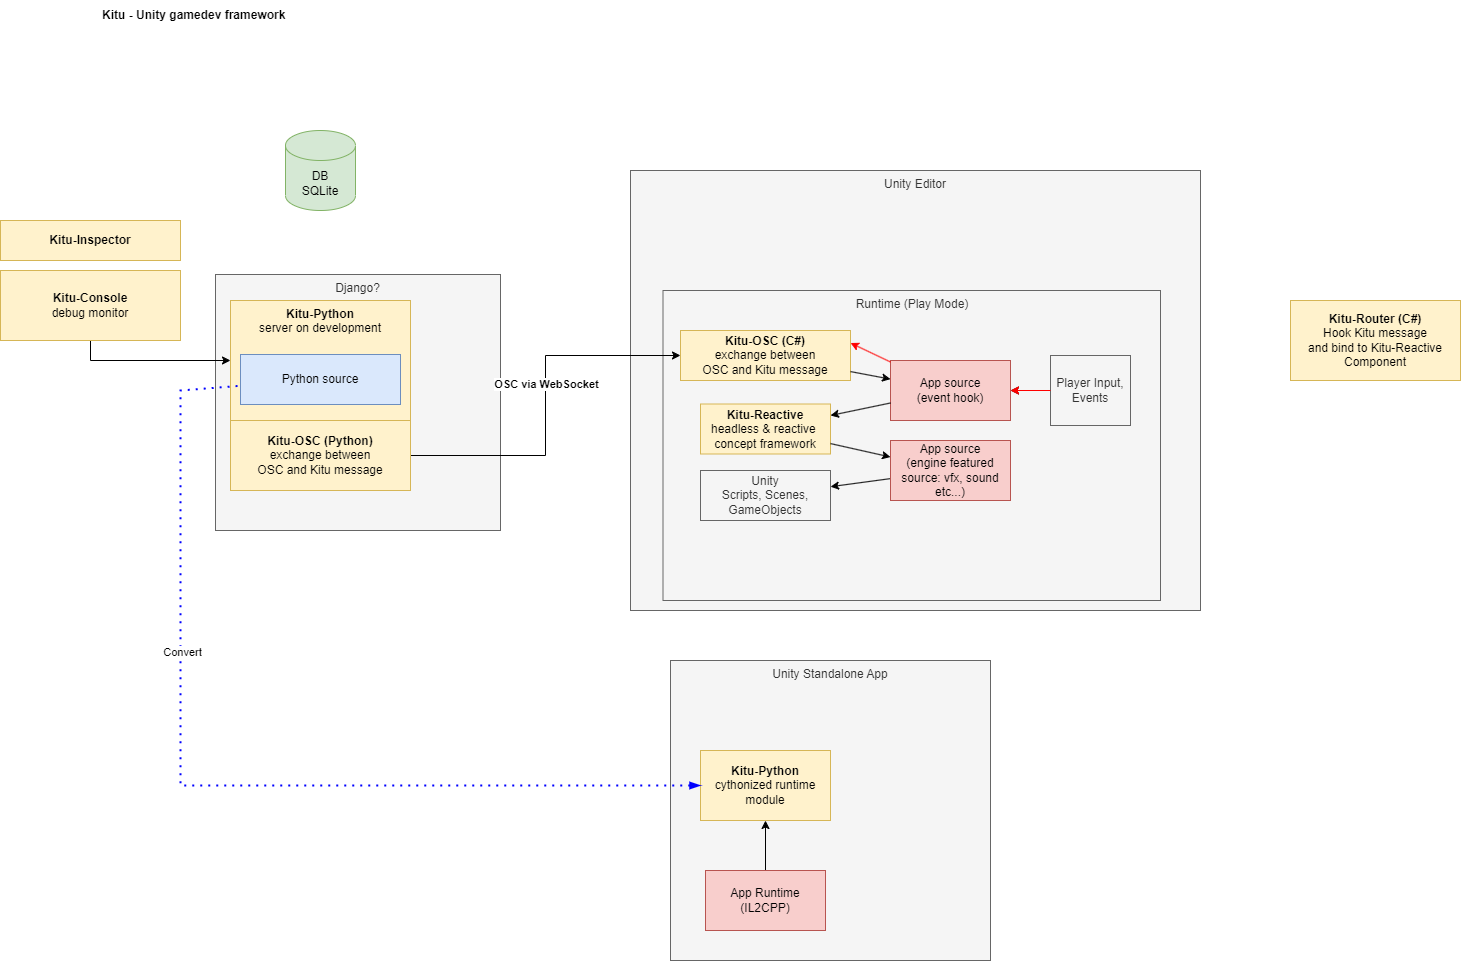 Kitu - Unity gamedev framework
DB
SQLite
Kitu-Inspector
Kitu-Console
debug monitor
Django?
Kitu-Python
server on development
Python source
Kitu-OSC (Python)
exchange between
OSC and Kitu message
OSC via WebSocket
Convert
Unity Editor
Runtime (Play Mode)
Kitu-OSC (C#)
exchange between
OSC and Kitu message
App source
(event hook)
Player Input,
Events
Kitu-Reactive
headless & reactive
concept framework
App source
(engine featured
source: vfx, sound
etc...)
Unity
Scripts, Scenes,
GameObjects
Kitu-Router (C#)
Hook Kitu message
and bind to Kitu-Reactive
Component
Unity Standalone App
Kitu-Python
cythonized runtime
module
App Runtime
(IL2CPP)